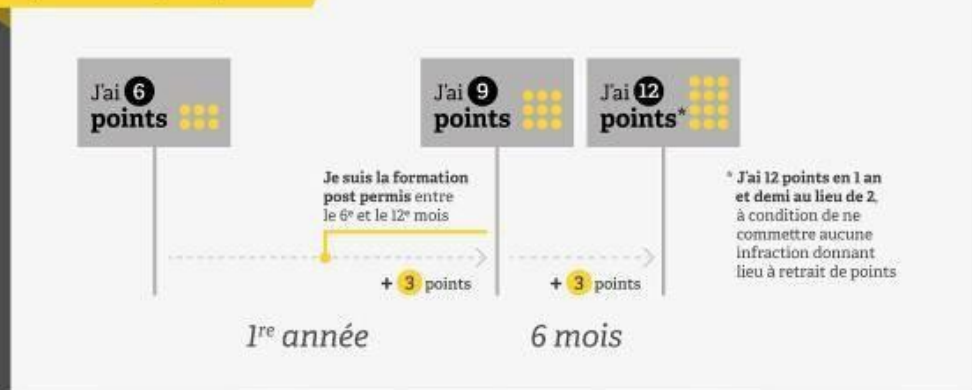 J'ai 6
points
J'ai 9
points
J'ai 12
points*
Je suis la formation
post permis entre
le 6e et le 12e mois
* J'ai 12 points en 1 an
et demi au lieu de 2,
à condition de ne
commettre aucune
infraction donnant
lieu à retrait de points
+ 3 points
+ 3 points
1re année
6 mois